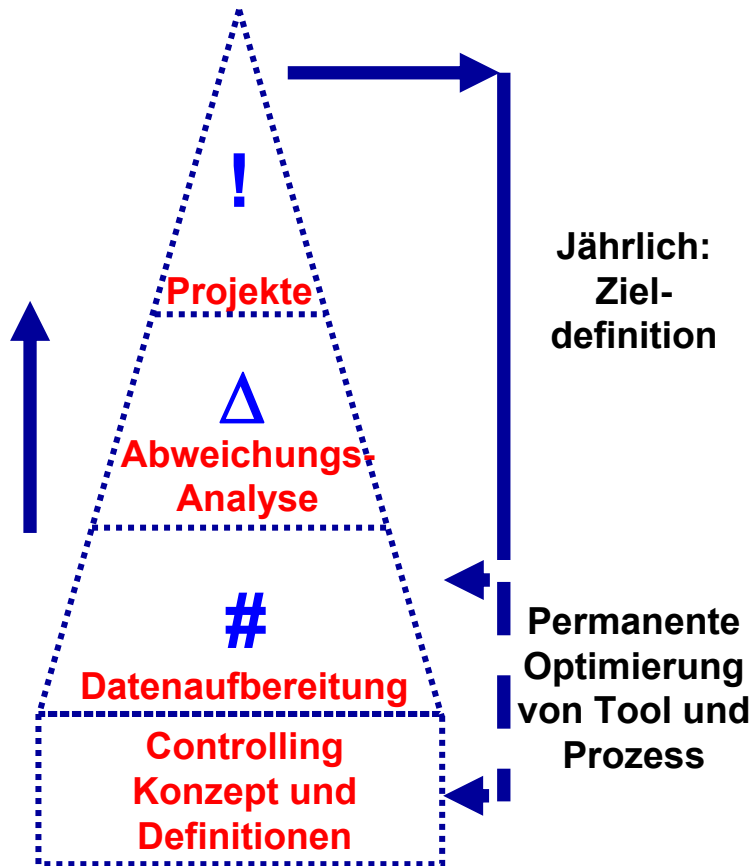 !
Projekte
Δ
Abweichungs-
Analyse
#
Datenaufbereitung
Controlling
Konzept und
Definitionen
Jährlich:
Ziel-
definition
Permanente
Optimierung
von Tool und
Prozess